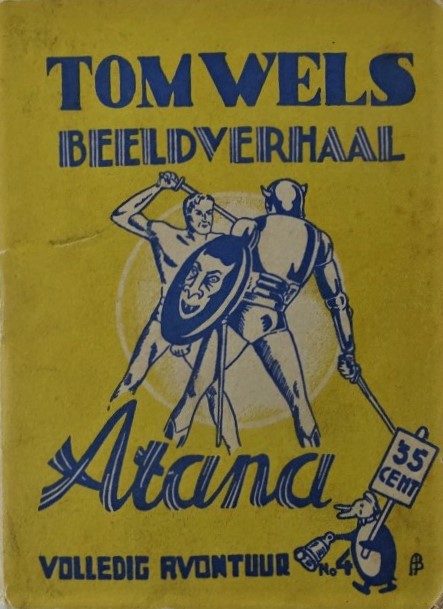 TOM WELS
BEELDVERHAAL
Atana
35
CENT
VOLLEDIG AVONTUUR No 4